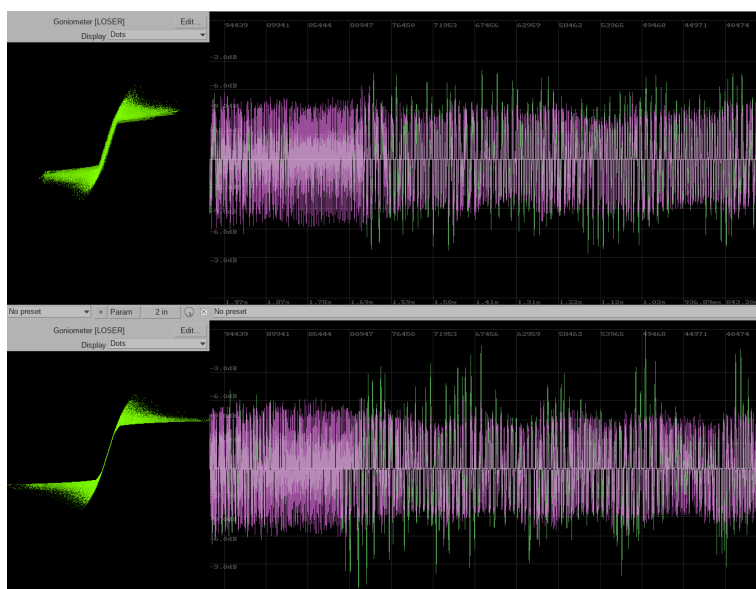 Goniometer [LOSER] Edit...
Display Dots
94439 89941 85444 80947 76450 71953 67456 62959 58462 53965 49468 44971 40474
-3.0dB
-6.0dB
-6.0dB
-3.0dB
1.97s 1.87s 1.78s 1.69s 1.59s 1.50s 1.41s 1.31s 1.22s 1.12s 1.03s 936.89ms 843.20m
No preset + Param 2 in No preset
Goniometer [LOSER] Edit...
Display Dots
94439 89941 85444 80947 76450 71953 67456 62959 58462 53965 49468 44971 40474
-3.0dB
-6.0dB
-6.0dB
-3.0dB